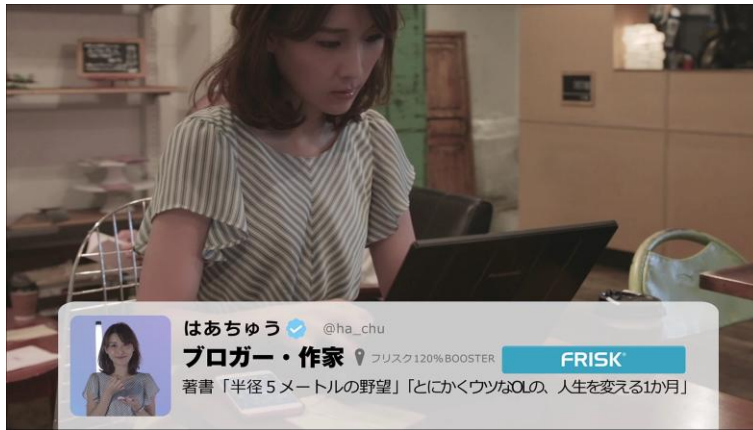 はあちゅう @ha_chu
ブロガー・作家 フリスク120%BOOSTER FRISK
著書「半径５メートルの野望」「とにかくウツなOLの、人生を変える1か月」